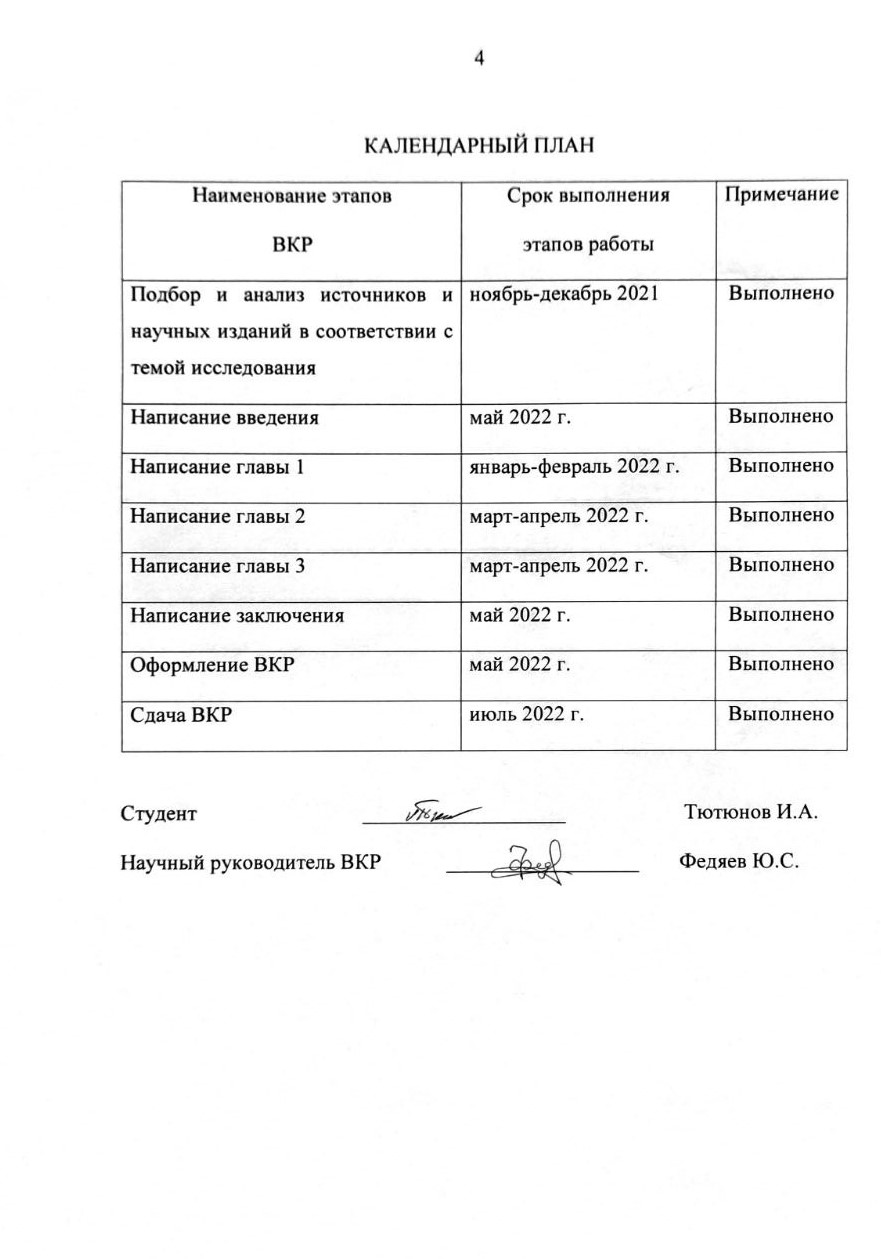 4
КАЛЕНДАРНЫЙ ПЛАН
Наименование этапов Срок выполнения Примечание
ВКР этапов работы
Подбор и анализ источников и ноябрь-декабрь 2021 Выполнено
научных изданий в соответствии с
темой исследования
Написание введения май 2022 г. Выполнено
Написание главы 1 январь-февраль 2022 г. Выполнено
Написание главы 2 март-апрель 2022 г. Выполнено
Написание главы 3 март-апрель 2022 г. Выполнено
Написание заключения май 2022 г. Выполнено
Оформление ВКР май 2022 г. Выполнено
Сдача ВКР июль 2022 г. Выполнено
Студент Тютюнов И.А.
Научный руководитель ВКР Федяев Ю.С.